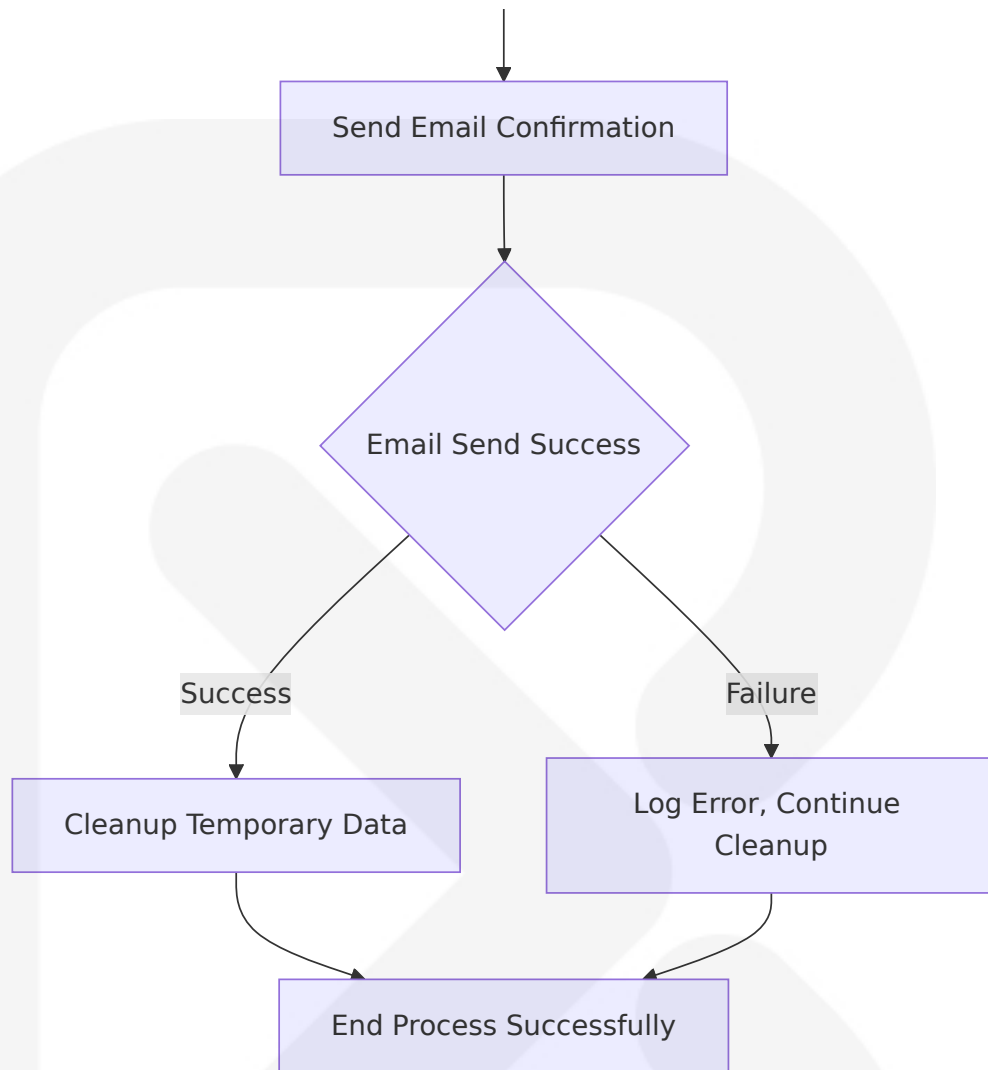 Send Email Confirmation
Email Send Success
Success
Failure
Cleanup Temporary Data
Log Error, Continue
Cleanup
End Process Successfully